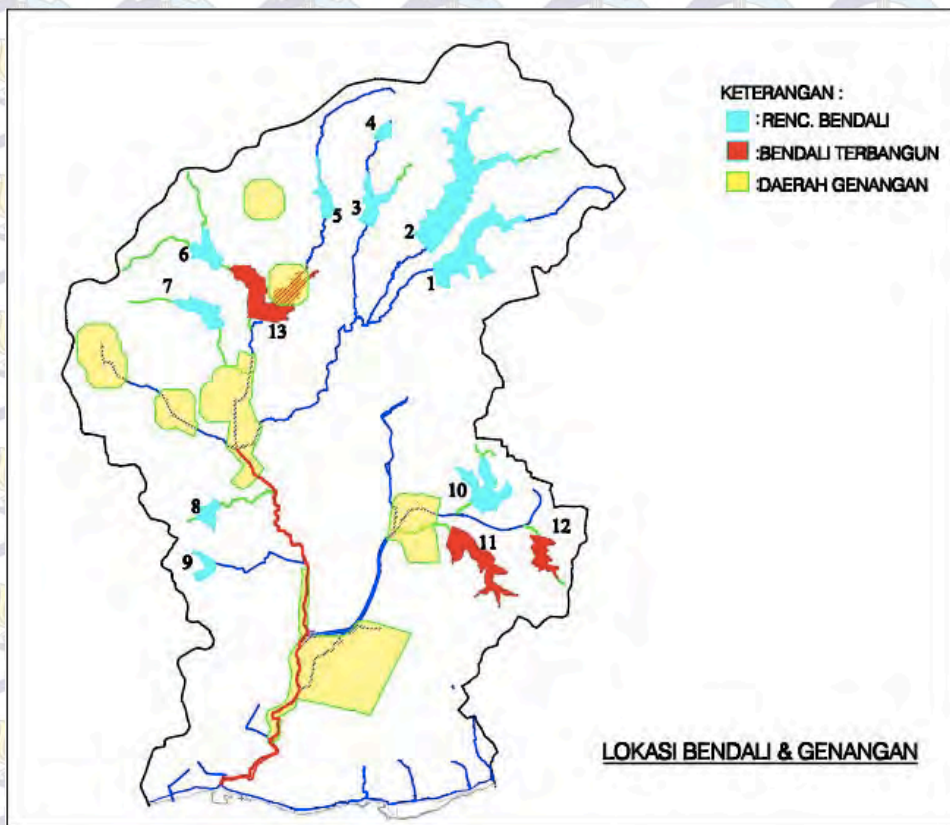 KETERANGAN :
: RENC. BENDALI
:BENDALI TERBANGUN
:DAERAH GENANGAN
4
5
3
2
1
6
7
13
8
9
10
11
12
LOKASI BENDALI & GENANGAN